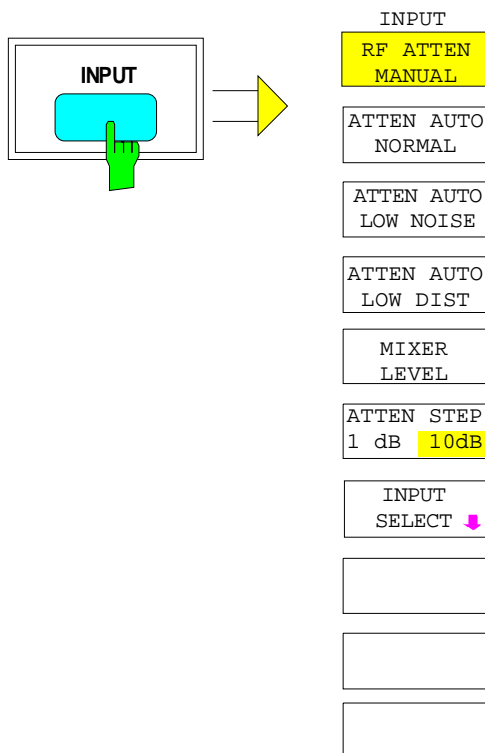 INPUT
INPUT
RF ATTEN
MANUAL
ATTEN AUTO
NORMAL
ATTEN AUTO
LOW NOISE
ATTEN AUTO
LOW DIST
MIXER
LEVEL
ATTEN STEP
1 dB 10dB
INPUT
SELECT